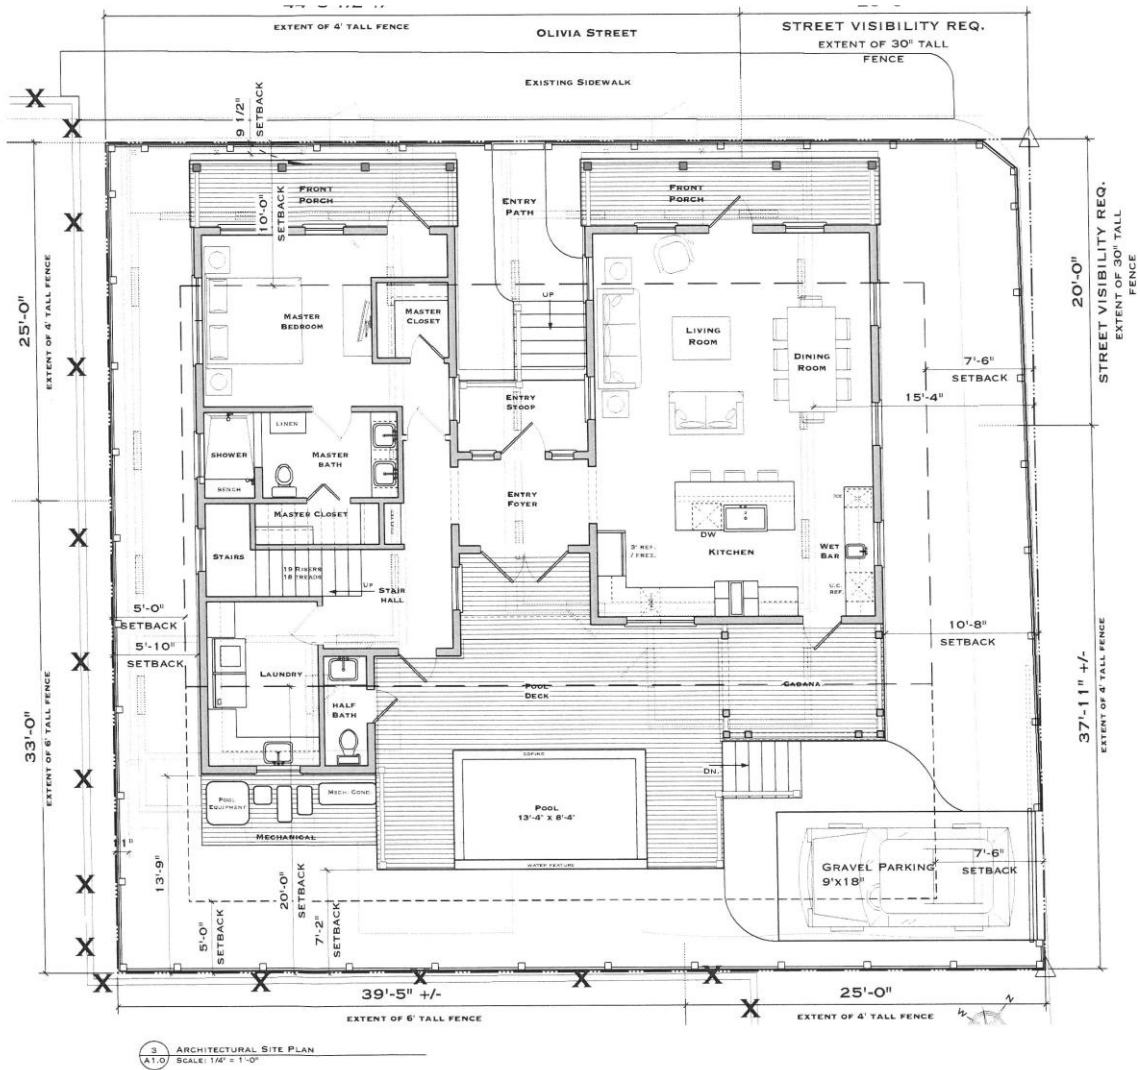 EXTENT OF 4' TALL FENCE
OLIVIA STREET
STREET VISIBILITY REQ.
EXTENT OF 30" TALL
FENCE
EXISTING SIDEWALK
9 1/2"
SETBACK
10'-0"
SETBACK
FRONT
PORCH
ENTRY
PATH
FRONT
PORCH
25'-0"
EXTENT OF 4' TALL FENCE
20'-0"
STREET VISIBILITY REQ.
EXTENT OF 30" TALL
FENCE
UP
MASTER
BEDROOM
MASTER
CLOSET
LIVING
ROOM
DINING
ROOM
7'-6"
SETBACK
15'-4"
ENTRY
STOOP
LINEN
SHOWER
MASTER
BATH
BENCH
ENTRY
FOYER
MASTER CLOSET
DW
KITCHEN
3' REF.
/ FREZ.
WET
BAR
U.C.
REF.
STAIRS
19 RISERS
18 TREADS
UP
STAIR
HALL
5'-0"
SETBACK
5'-10"
SETBACK
10'-8"
SETBACK
LAUNDRY
HALF
BATH
POOL
DECK
CABANA
33'-0"
EXTENT OF 6' TALL FENCE
37'-11" +/-
EXTENT OF 4' TALL FENCE
COPING
POOL
13'-4" X 8'-4"
WATER FEATURE
DN.
POOL
EQUIPMENT
MECH. COND.
MECHANICAL
11"
13'-9"
20'-0"
SETBACK
7'-2"
SETBACK
5'-0"
SETBACK
GRAVEL PARKING
9'X18'
7'-6"
SETBACK
39'-5" +/-
EXTENT OF 6' TALL FENCE
25'-0"
EXTENT OF 4' TALL FENCE
W
N
3
A1.0
ARCHITECTURAL SITE PLAN
SCALE: 1/4" = 1'-0"